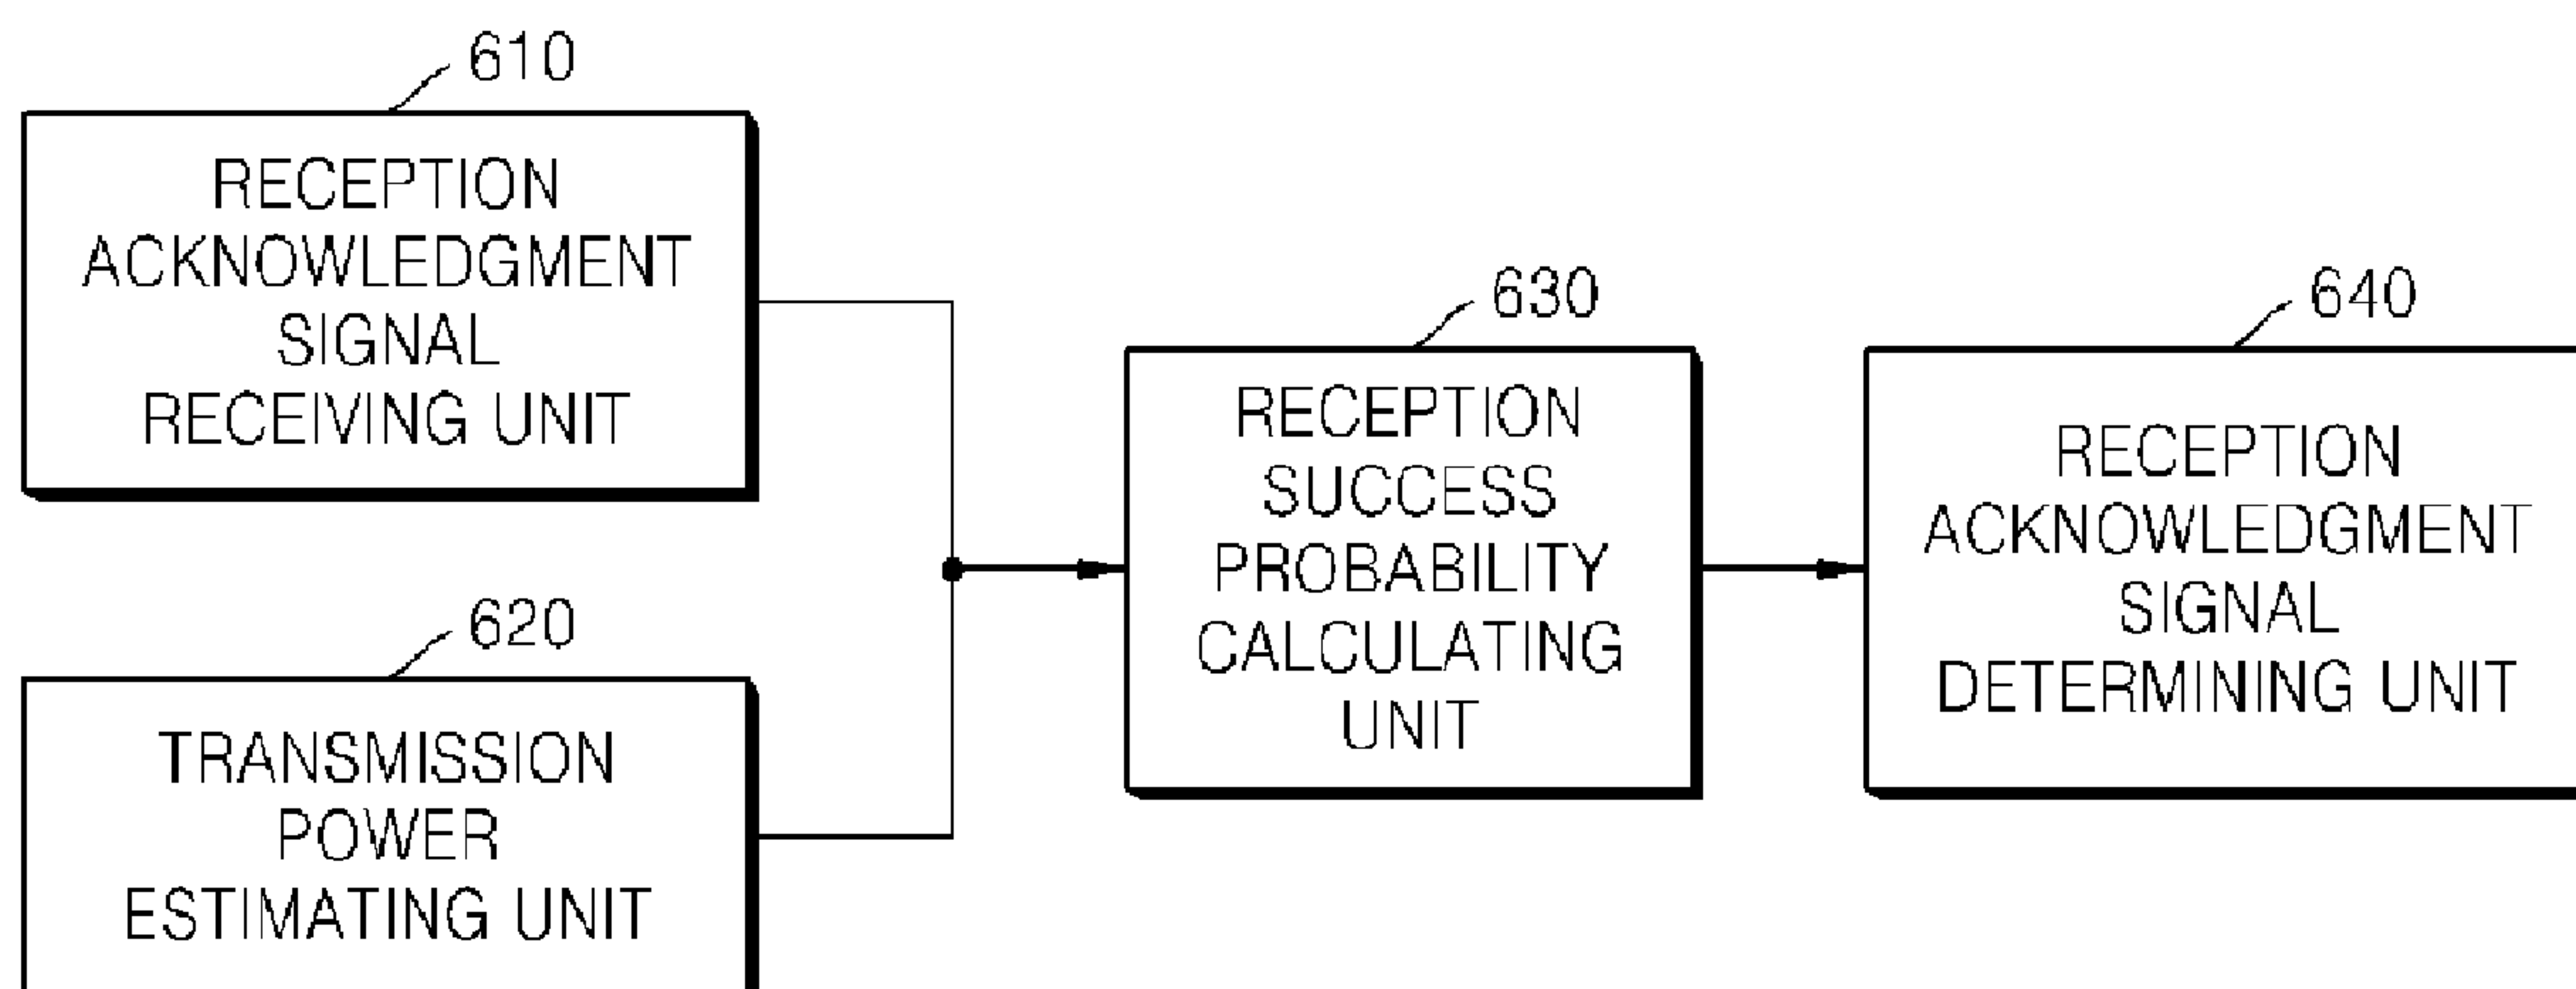 610
RECEPTION
ACKNOWLEDGMENT
SIGNAL
RECEIVING UNIT
620
TRANSMISSION
POWER
ESTIMATING UNIT
630
RECEPTION
SUCCESS
PROBABILITY
CALCULATING
UNIT
640
RECEPTION
ACKNOWLEDGMENT
SIGNAL
DETERMINING UNIT